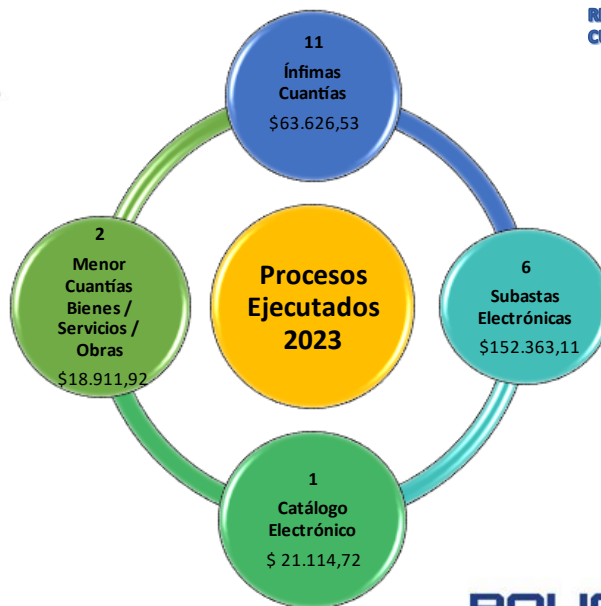 11
Ínfimas
Cuantías
$63.626,53
2
Menor
Cuantías
Bienes /
Servicios /
Obras
$18.911,92
Procesos
Ejecutados
2023
6
Subastas
Electrónicas
$152.363,11
1
Catálogo
Electrónico
$ 21.114,72